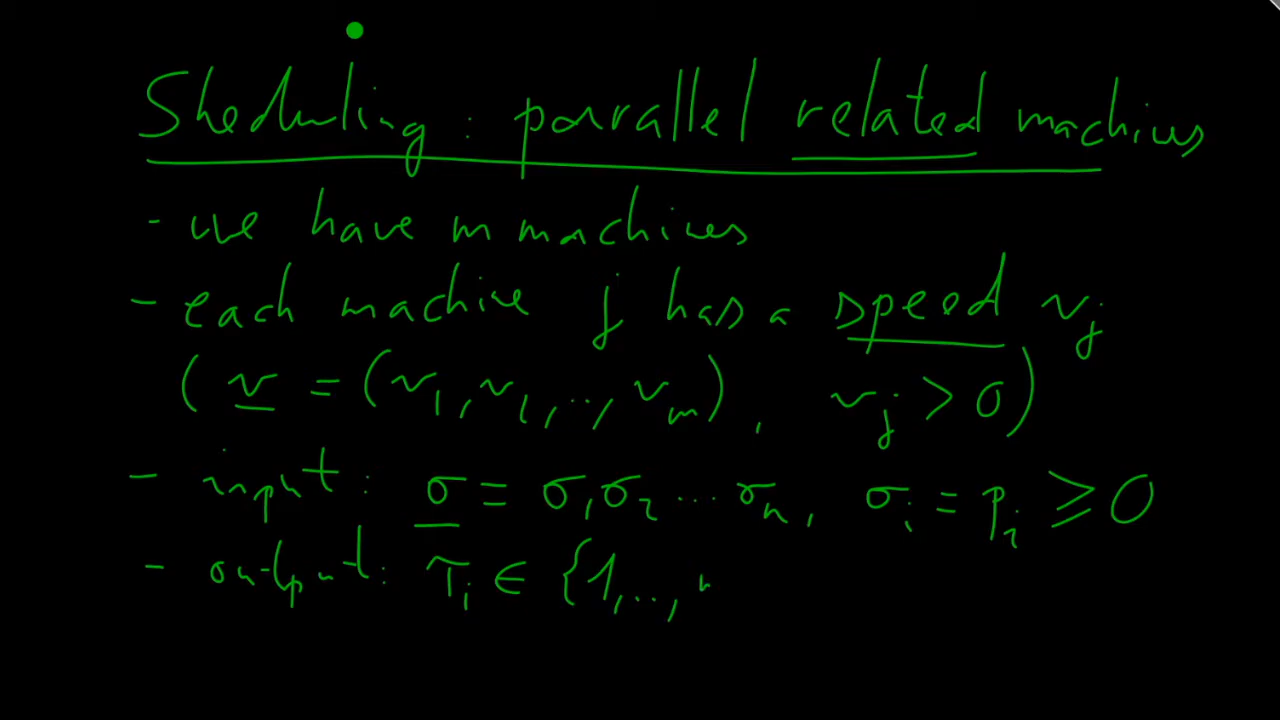 Sheduling: parallel related machines
- we have m machines
- each machine j has a speed v_j
( v = (v_1, v_2, .., v_m), v_j > 0 )
- input: σ = σ_1 σ_2 ... σ_n, σ_i = p_i ≥ 0
- output: τ_i ∈ {1, ..,